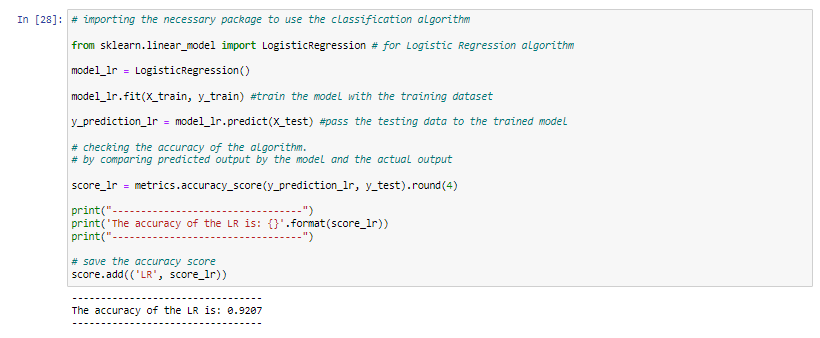 In [28]: # importing the necessary package to use the classification algorithm
from sklearn.linear_model import LogisticRegression # for Logistic Regression algorithm
model_lr = LogisticRegression()
model_lr.fit(X_train, y_train) #train the model with the training dataset
y_prediction_lr = model_lr.predict(X_test) #pass the testing data to the trained model
# checking the accuracy of the algorithm.
# by comparing predicted output by the model and the actual output
score_lr = metrics.accuracy_score(y_prediction_lr, y_test).round(4)
print("---------------------------------")
print('The accuracy of the LR is: {}'.format(score_lr))
print("---------------------------------")
# save the accuracy score
score.add(('LR', score_lr))
---------------------------------
The accuracy of the LR is: 0.9207
---------------------------------